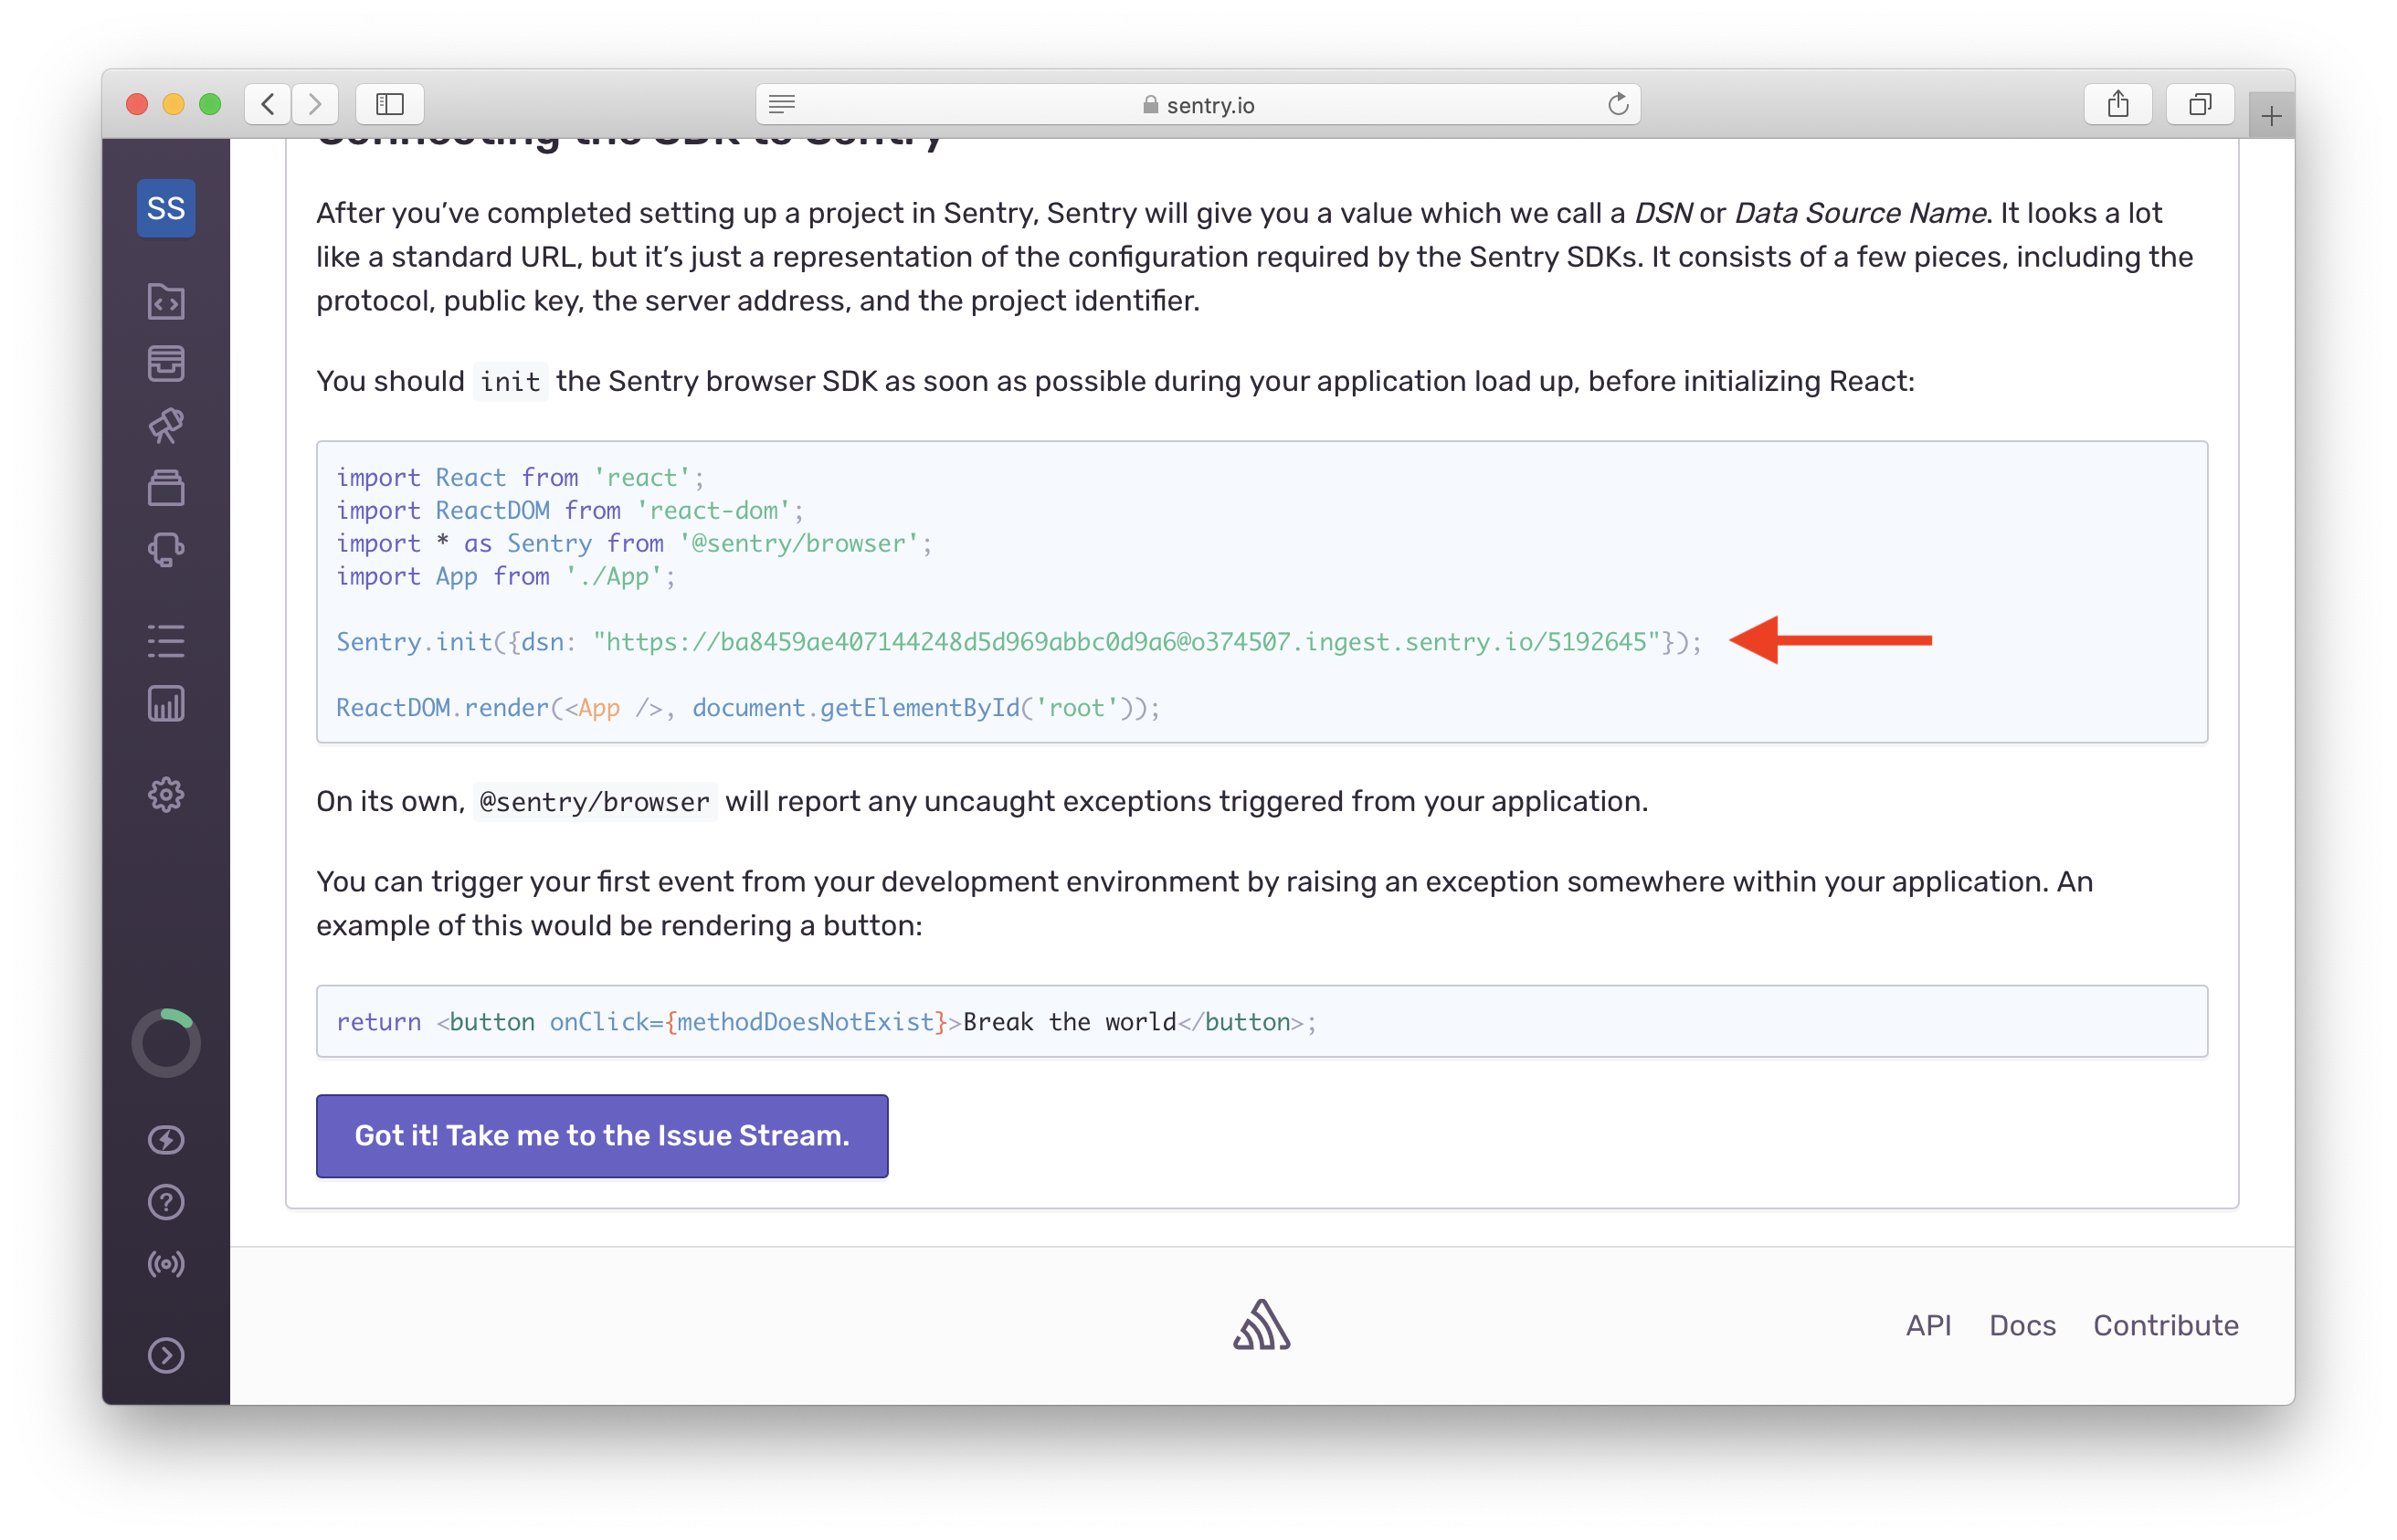 sentry.io
Connecting the SDK to Sentry
SS
After you’ve completed setting up a project in Sentry, Sentry will give you a value which we call a DSN or Data Source Name. It looks a lot
like a standard URL, but it’s just a representation of the configuration required by the Sentry SDKs. It consists of a few pieces, including the
protocol, public key, the server address, and the project identifier.
You should init the Sentry browser SDK as soon as possible during your application load up, before initializing React:
import React from 'react';
import ReactDOM from 'react-dom';
import * as Sentry from '@sentry/browser';
import App from './App';
Sentry.init({dsn: "https://ba8459ae407144248d5d969abbc0d9a6@o374507.ingest.sentry.io/5192645"});
ReactDOM.render(<App />, document.getElementById('root'));
On its own, @sentry/browser will report any uncaught exceptions triggered from your application.
You can trigger your first event from your development environment by raising an exception somewhere within your application. An
example of this would be rendering a button:
return <button onClick={methodDoesNotExist}>Break the world</button>;
Got it! Take me to the Issue Stream.
API Docs Contribute